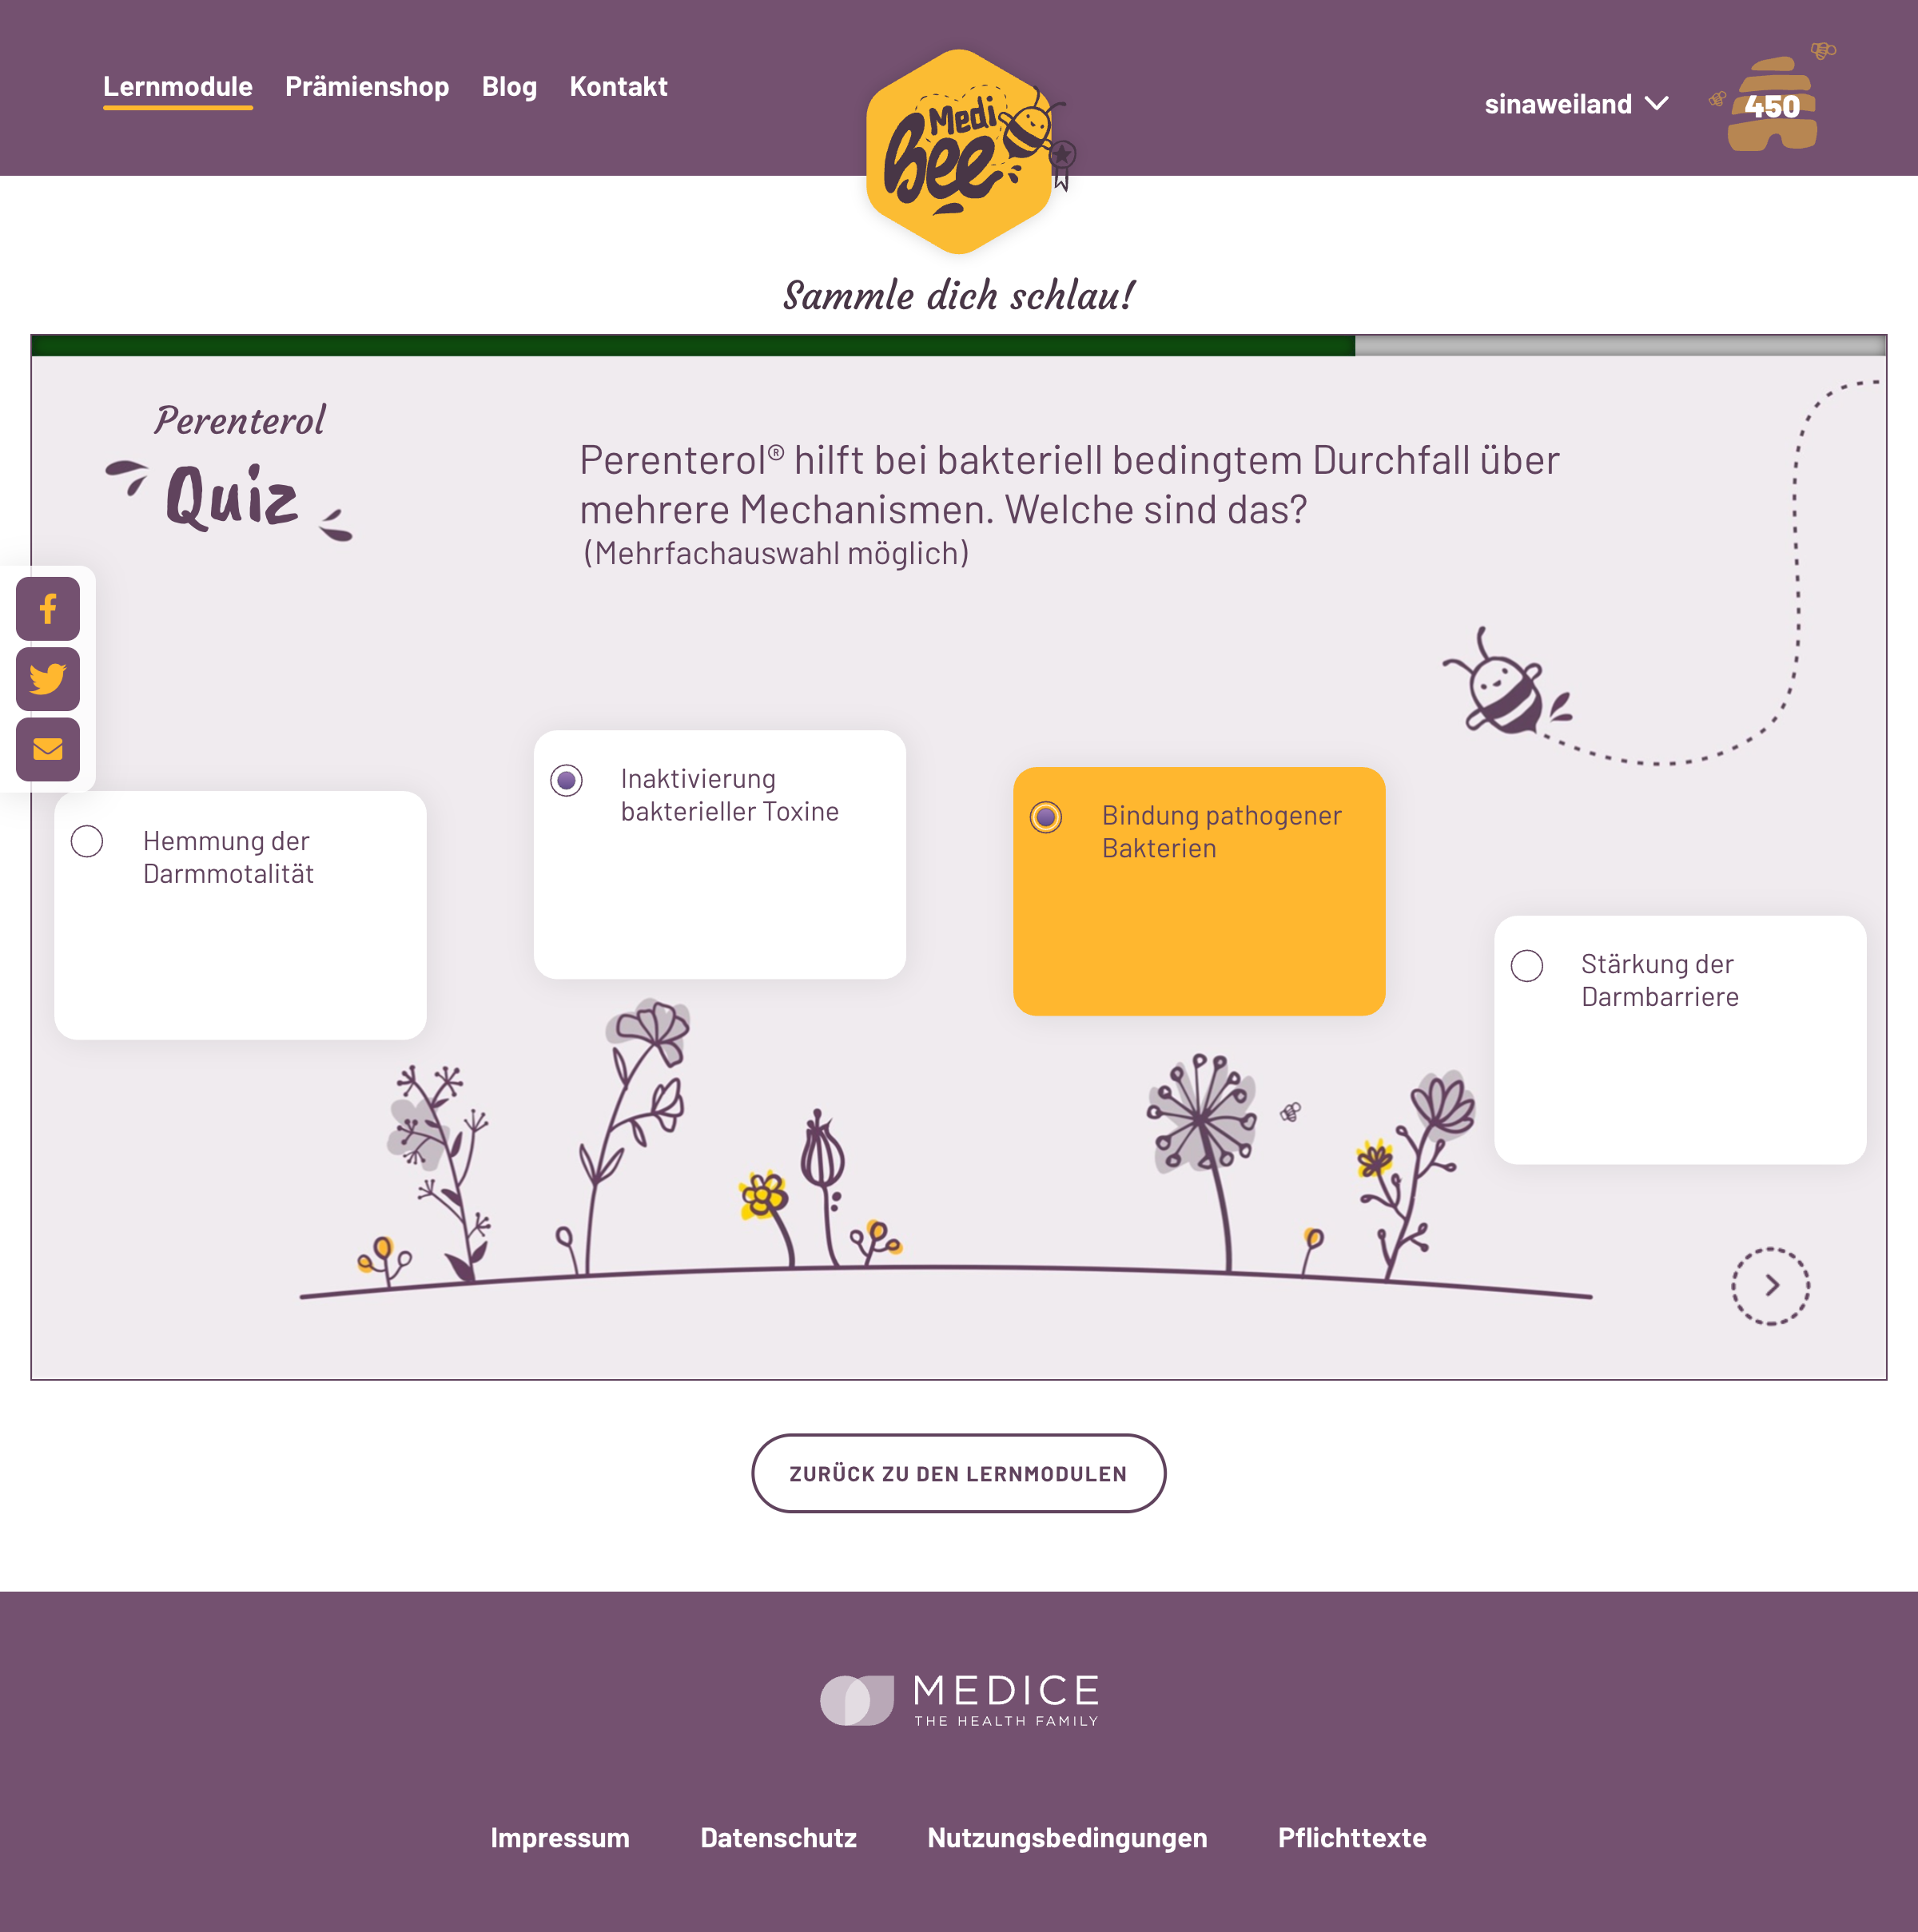 Lernmodule Prämienshop Blog Kontakt
Medi
bee
sinaweiland
450
Sammle dich schlau!
Perenterol
Quiz
Perenterol® hilft bei bakteriell bedingtem Durchfall über
mehrere Mechanismen. Welche sind das?
(Mehrfachauswahl möglich)
Hemmung der
Darmmotalität
Inaktivierung
bakterieller Toxine
Bindung pathogener
Bakterien
Stärkung der
Darmbarriere
ZURÜCK ZU DEN LERNMODULEN
MEDICE
THE HEALTH FAMILY
Impressum Datenschutz Nutzungsbedingungen Pflichttexte